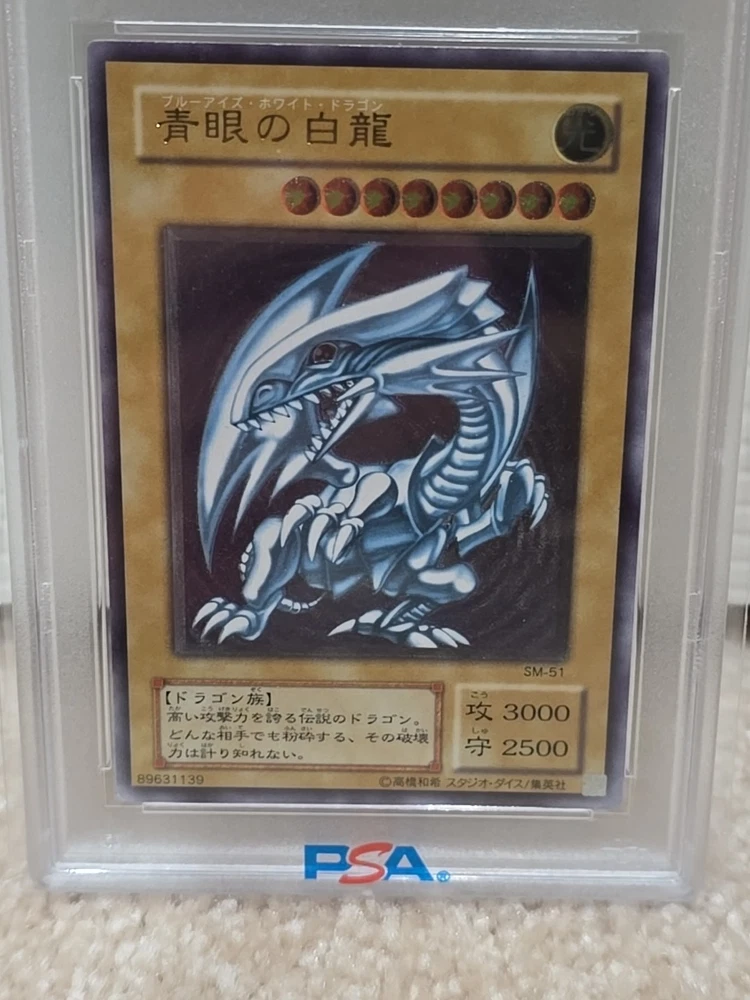 ブルーアイズ・ホワイト・ドラゴン
青眼の白龍
光
SM-51
【ドラゴン族】
高い攻撃力を誇る伝説のドラゴン。
どんな相手でも粉砕する、その破壊
力は計り知れない。
攻 3000
守 2500
89631139
©高橋和希 スタジオ・ダイス/集英社
PSA